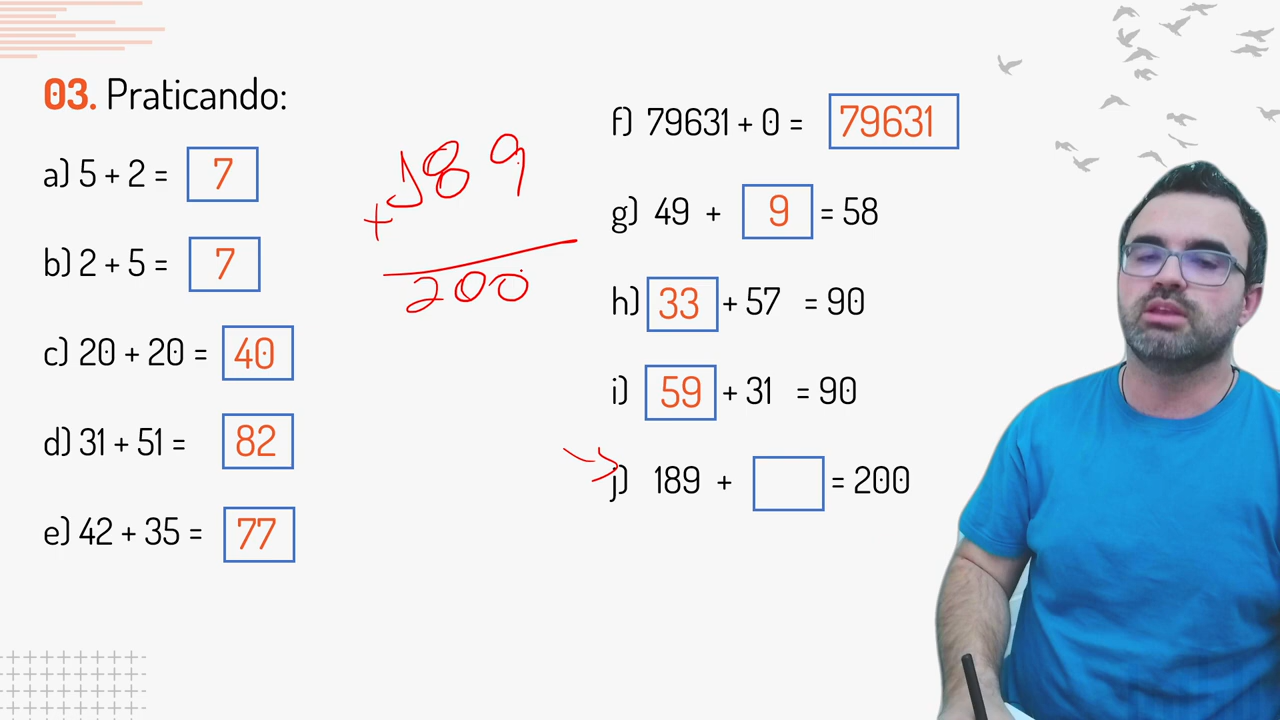 03. Praticando:
a) 5 + 2 = 7
b) 2 + 5 = 7
c) 20 + 20 = 40
d) 31 + 51 = 82
e) 42 + 35 = 77
189
+
200
f) 79631 + 0 = 79631
g) 49 + 9 = 58
h) 33 + 57 = 90
i) 59 + 31 = 90
j) 189 + = 200